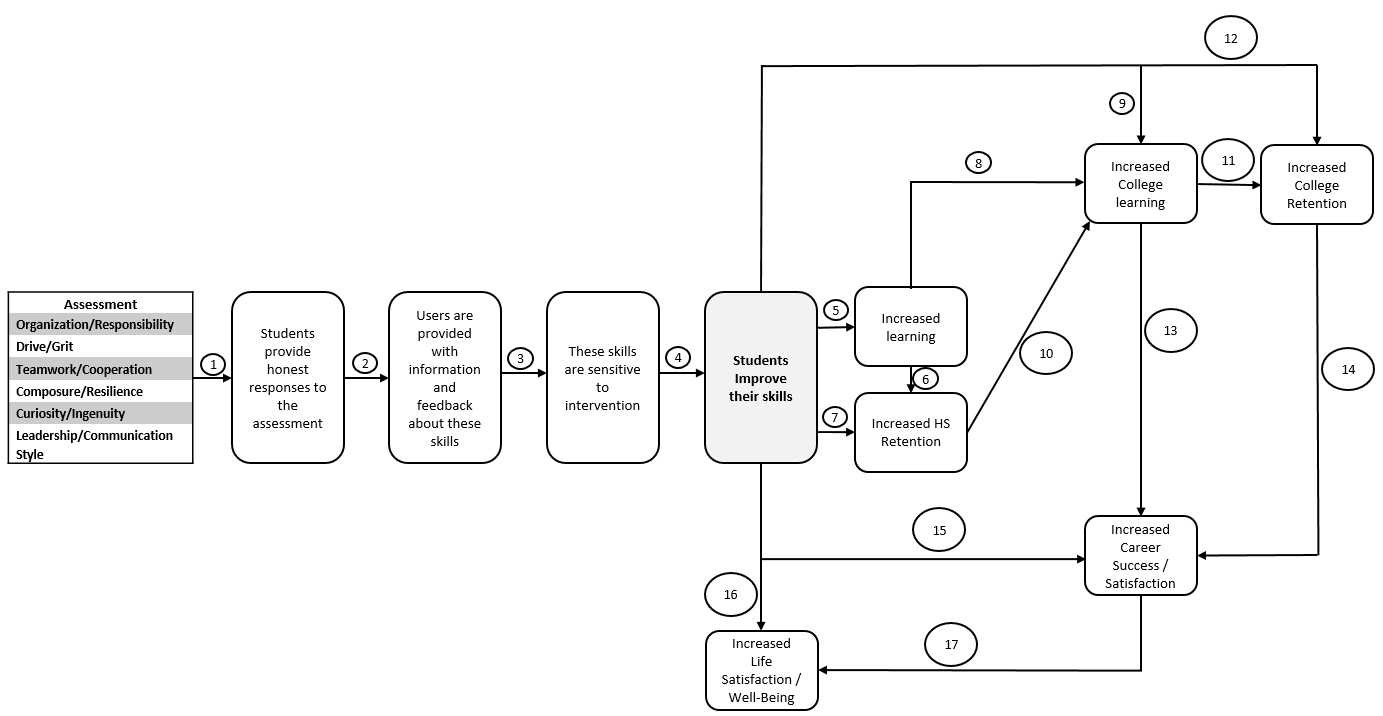 12
9
8
Increased
College
learning
11
Increased
College
Retention
Assessment
Organization/Responsibility
Drive/Grit
Teamwork/Cooperation
Composure/Resilience
Curiosity/Ingenuity
Leadership/Communication
Style
1
Students
provide
honest
responses to
the
assessment
2
Users are
provided
with
information
and
feedback
about these
skills
3
These skills
are sensitive
to
intervention
4
Students
Improve
their skills
5
Increased
learning
6
7
Increased HS
Retention
10
13
14
15
Increased
Career
Success /
Satisfaction
16
Increased
Life
Satisfaction /
Well-Being
17